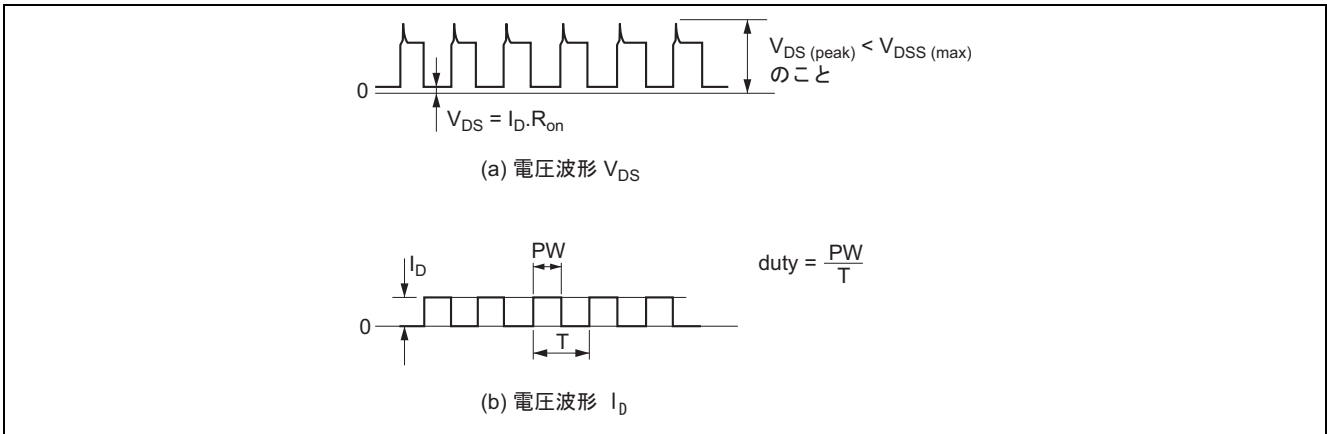 V_DS (peak) < V_DSS (max)
のこと
0
V_DS = I_D.R_on
(a) 電圧波形 V_DS
PW
duty = PW/T
I_D
0
T
(b) 電圧波形 I_D